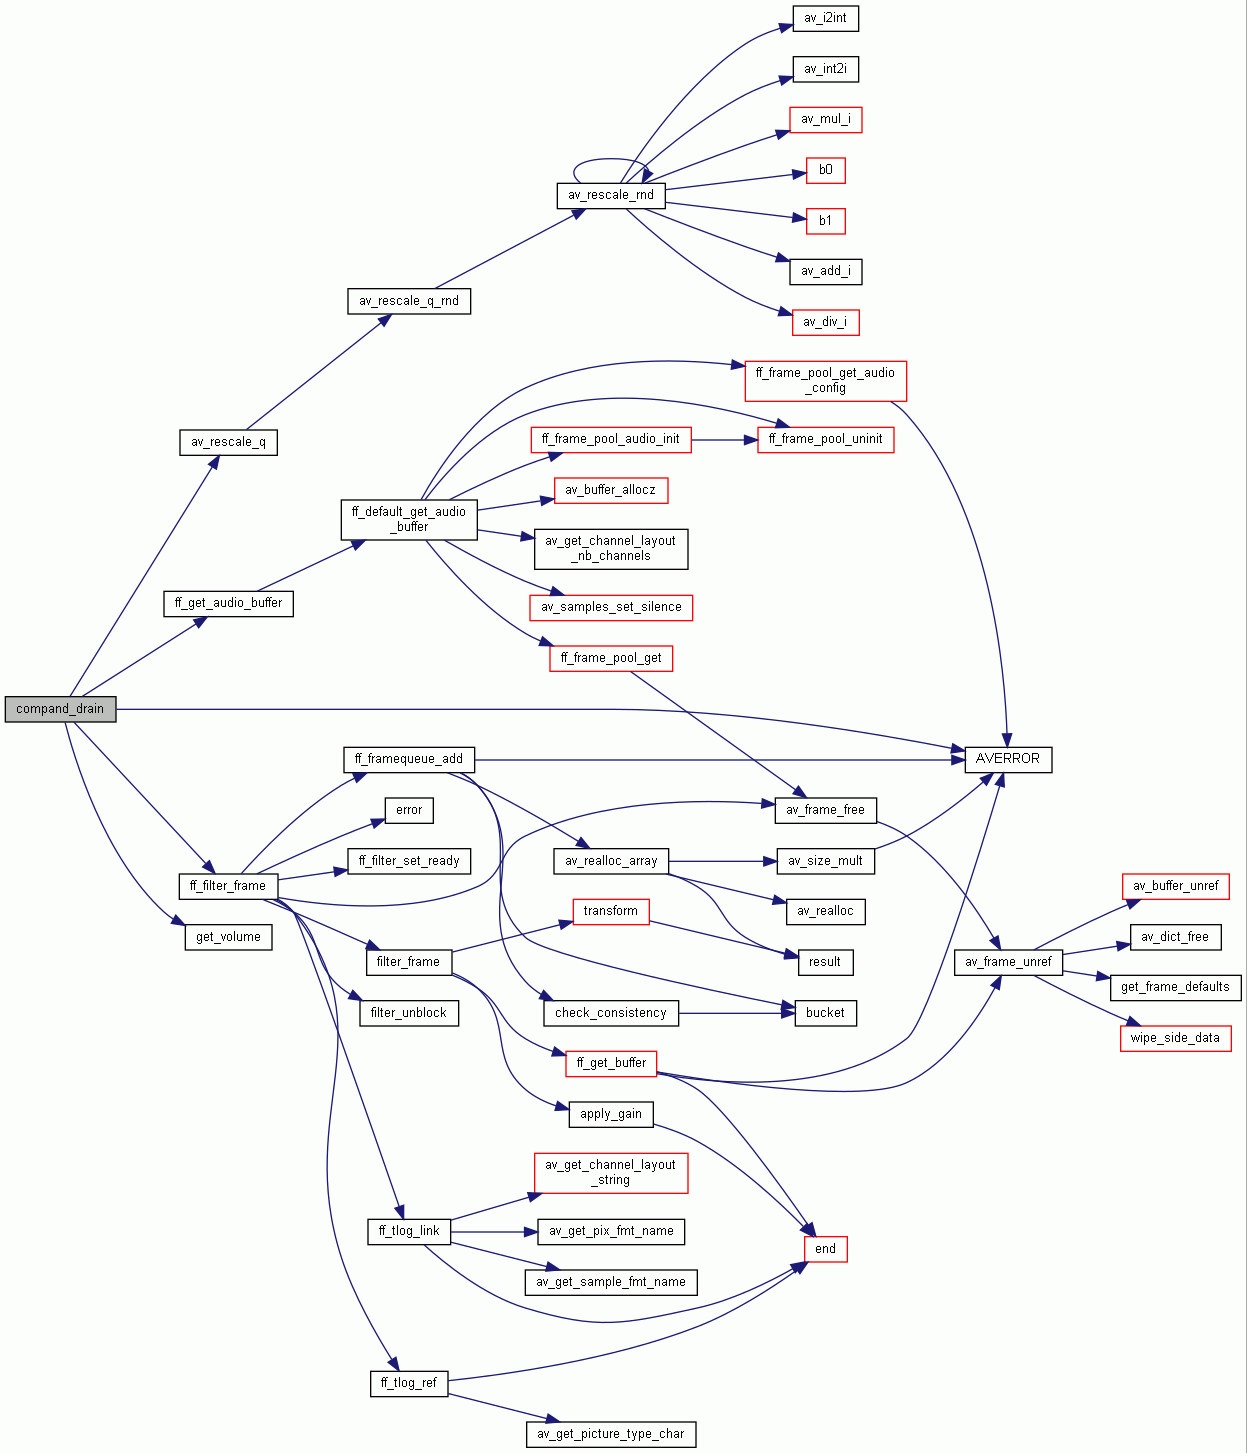 av_i2int
av_int2i
av_mul_i
b0
av_rescale_rnd
b1
av_add_i
av_rescale_q_rnd
av_div_i
ff_frame_pool_get_audio
_config
av_rescale_q
ff_frame_pool_audio_init
ff_frame_pool_uninit
av_buffer_allocz
ff_default_get_audio
_buffer
av_get_channel_layout
_nb_channels
ff_get_audio_buffer
av_samples_set_silence
ff_frame_pool_get
compand_drain
ff_framequeue_add
AVERROR
error
av_frame_free
ff_filter_set_ready
av_realloc_array
av_size_mult
ff_filter_frame
av_buffer_unref
transform
av_realloc
get_volume
av_dict_free
filter_frame
result
av_frame_unref
get_frame_defaults
filter_unblock
check_consistency
bucket
wipe_side_data
ff_get_buffer
apply_gain
av_get_channel_layout
_string
ff_tlog_link
av_get_pix_fmt_name
end
av_get_sample_fmt_name
ff_tlog_ref
av_get_picture_type_char